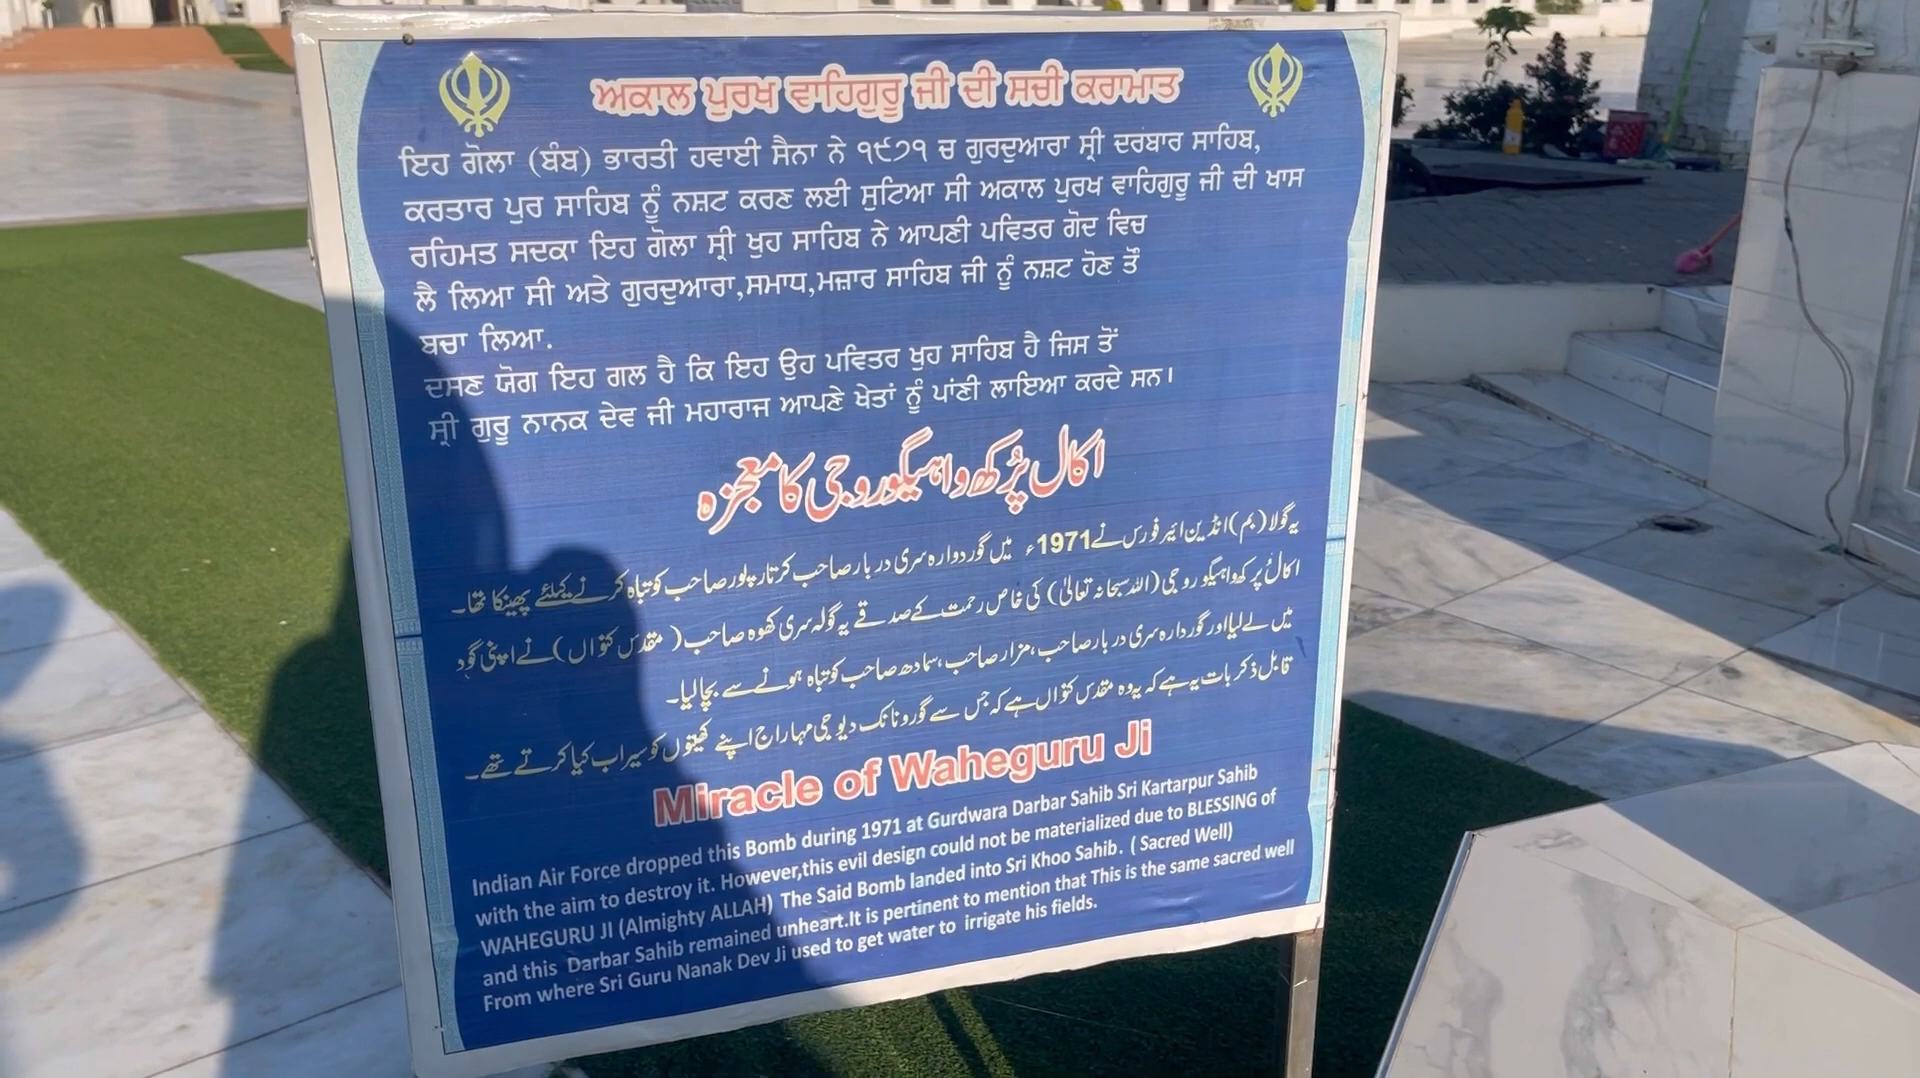 ਅਕਾਲ ਪੁਰਖ ਵਾਹਿਗੁਰੂ ਜੀ ਦੀ ਸਚੀ ਕਰਾਮਾਤ
ਇਹ ਗੋਲਾ (ਬੰਬ) ਭਾਰਤੀ ਹਵਾਈ ਸੈਨਾ ਨੇ ੧੯੭੧ ਚ ਗੁਰਦੁਆਰਾ ਸ੍ਰੀ ਦਰਬਾਰ ਸਾਹਿਬ,
ਕਰਤਾਰ ਪੁਰ ਸਾਹਿਬ ਨੂੰ ਨਸ਼ਟ ਕਰਣ ਲਈ ਸੁਟਿਆ ਸੀ ਅਕਾਲ ਪੁਰਖ ਵਾਹਿਗੁਰੂ ਜੀ ਦੀ ਖਾਸ
ਰਹਿਮਤ ਸਦਕਾ ਇਹ ਗੋਲਾ ਸ੍ਰੀ ਖੁਹ ਸਾਹਿਬ ਨੇ ਆਪਣੀ ਪਵਿਤਰ ਗੋਦ ਵਿਚ
ਲੈ ਲਿਆ ਸੀ ਅਤੇ ਗੁਰਦੁਆਰਾ,ਸਮਾਧ,ਮਜ਼ਾਰ ਸਾਹਿਬ ਜੀ ਨੂੰ ਨਸ਼ਟ ਹੋਣ ਤੌਂ
ਬਚਾ ਲਿਆ.
ਦਸਣ ਯੋਗ ਇਹ ਗਲ ਹੈ ਕਿ ਇਹ ਉਹ ਪਵਿਤਰ ਖੁਹ ਸਾਹਿਬ ਹੈ ਜਿਸ ਤੋਂ
ਸ੍ਰੀ ਗੁਰੂ ਨਾਨਕ ਦੇਵ ਜੀ ਮਹਾਰਾਜ ਆਪਣੇ ਖੇਤਾਂ ਨੂੰ ਪਾਂਣੀ ਲਾਇਆ ਕਰਦੇ ਸਨ।
اکال پُرکھ واہیگورو جی کا معجزہ
یہ گولا (بم) انڈین ائیر فورس نے 1971ء میں گوردوارہ سری دربار صاحب کرتارپور صاحب کو تباہ کرنے کیلئے پھینکا تھا۔
اکال پُرکھ واہیگورو جی (اللہ سبحانہ تعالیٰ) کی خاص رحمت کے صدقے یہ گولہ سری کھوہ صاحب (مقدس کنواں) نے اپنی گود
میں لے لیا اور گوردارہ سری دربار صاحب، مزار صاحب، سمادھ صاحب کو تباہ ہونے سے بچا لیا۔
قابل ذکر بات یہ ہے کہ یہ وہ مقدس کنواں ہے کہ جس سے گورو نانک دیو جی مہاراج اپنے کھیتوں کو سیراب کیا کرتے تھے۔
Miracle of Waheguru Ji
Indian Air Force dropped this Bomb during 1971 at Gurdwara Darbar Sahib Sri Kartarpur Sahib
with the aim to destroy it. However,this evil design could not be materialized due to BLESSING of
WAHEGURU JI (Almighty ALLAH) The Said Bomb landed into Sri Khoo Sahib. ( Sacred Well)
and this Darbar Sahib remained unheart.It is pertinent to mention that This is the same sacred well
From where Sri Guru Nanak Dev Ji used to get water to irrigate his fields.